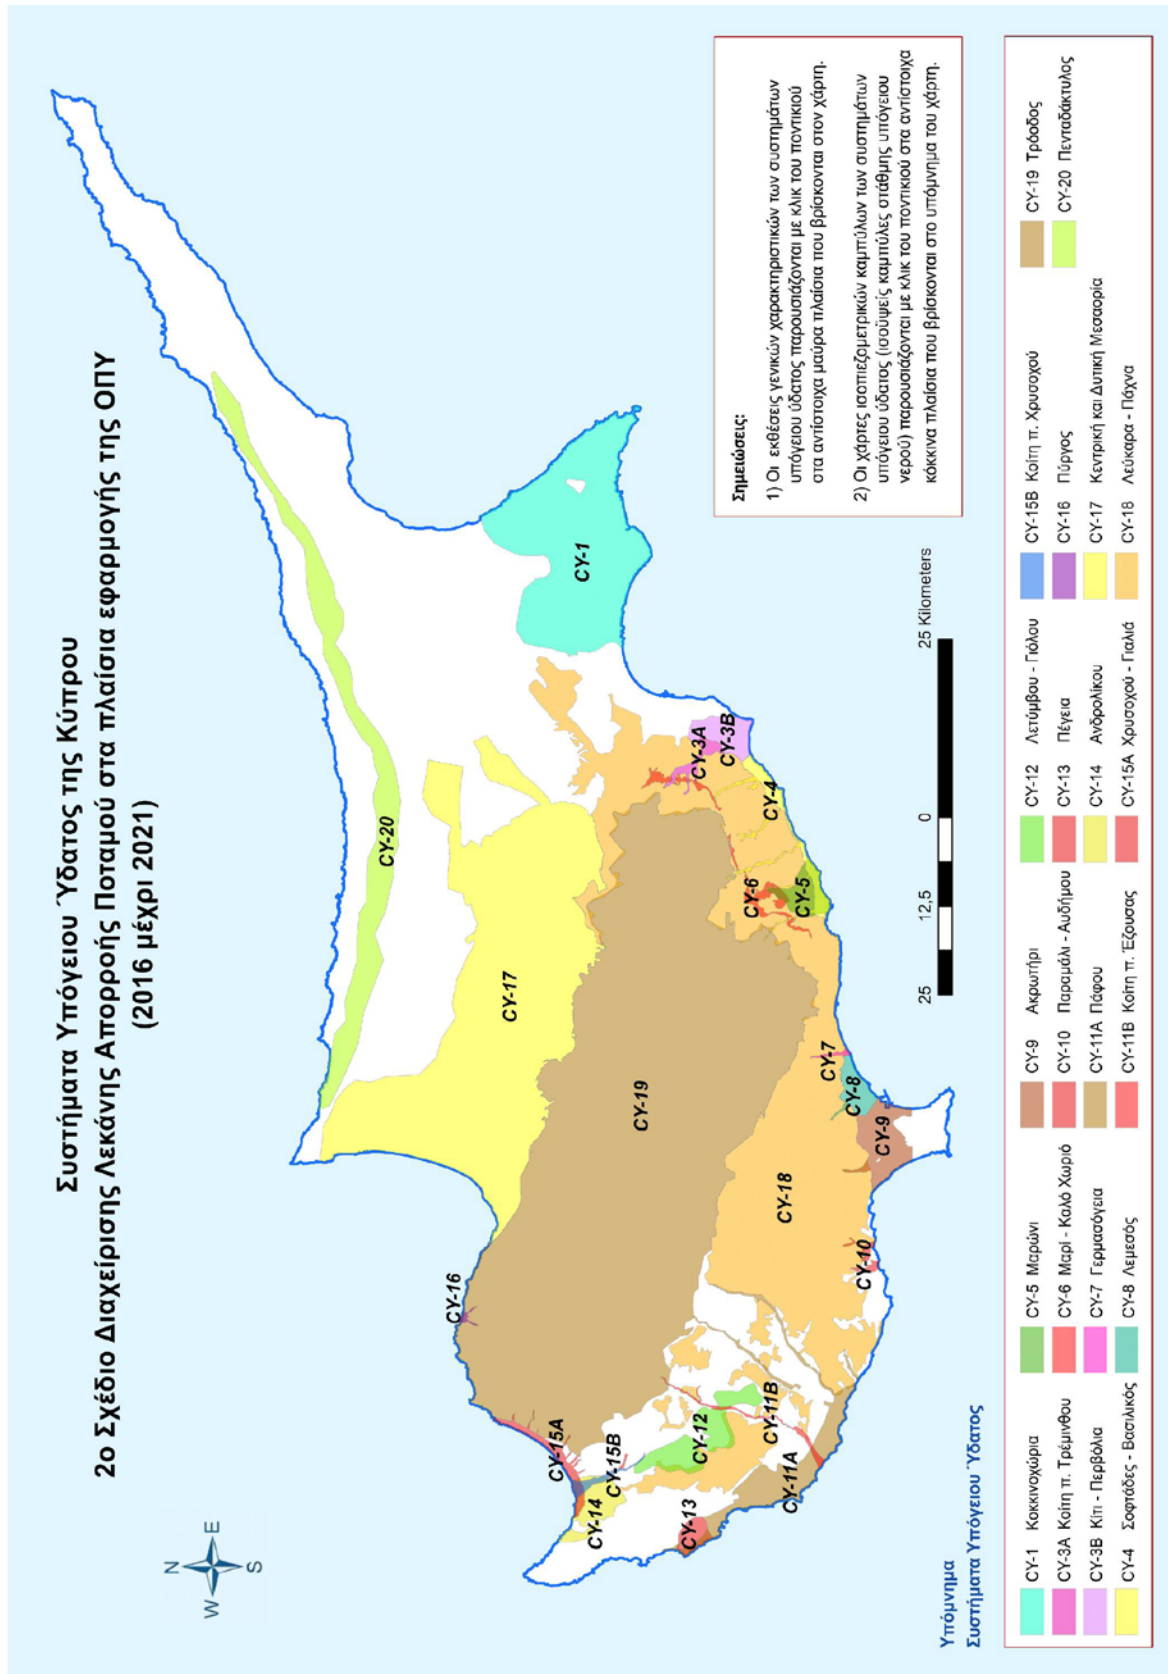 Συστήματα Υπόγειου Ύδατος της Κύπρου
2ο Σχέδιο Διαχείρισης Λεκάνης Απορροής Ποταμού στα πλαίσια εφαρμογής της ΟΠΥ
(2016 μέχρι 2021)
N
W E
S
CY-20
CY-17
CY-1
CY-16
CY-19
CY-15A
CY-15B
CY-14
CY-12
CY-13
CY-11B
CY-11A
CY-18
CY-10
CY-9
CY-8
CY-7
CY-6
CY-5
CY-4
CY-3A
CY-3B
25 12.5 0 25 Kilometers
Σημειώσεις:
1) Οι εκθέσεις γενικών χαρακτηριστικών των συστημάτων
υπόγειου ύδατος παρουσιάζονται με κλικ του ποντικιού
στα αντίστοιχα μαύρα πλαίσια που βρίσκονται στον χάρτη.
2) Οι χάρτες ισοπιεζομετρικών καμπύλων των συστημάτων
υπόγειου ύδατος (ισοϋψείς καμπύλες στάθμης υπόγειου
νερού) παρουσιάζονται με κλικ του ποντικιού στα αντίστοιχα
κόκκινα πλαίσια που βρίσκονται στο υπόμνημα του χάρτη.
Υπόμνημα
Συστήματα Υπόγειου Ύδατος
CY-1 Κοκκινοχώρια
CY-3A Κοίτη π. Τρέμινθου
CY-3B Κίτι - Περβόλια
CY-4 Σοφτάδες - Βασιλικός
CY-5 Μαρώνι
CY-6 Μαρί - Καλό Χωριό
CY-7 Γερμασόγεια
CY-8 Λεμεσός
CY-9 Ακρωτήρι
CY-10 Παραμάλι - Αυδήμου
CY-11A Πάφου
CY-11B Κοίτη π. Έζουσας
CY-12 Λετύμβου - Γιόλου
CY-13 Πέγεια
CY-14 Ανδρολίκου
CY-15A Χρυσοχού - Γιαλιά
CY-15B Κοίτη π. Χρυσοχού
CY-16 Πύργος
CY-17 Κεντρική και Δυτική Μεσαορία
CY-18 Λεύκαρα - Πάχνα
CY-19 Τρόοδος
CY-20 Πενταδάκτυλος